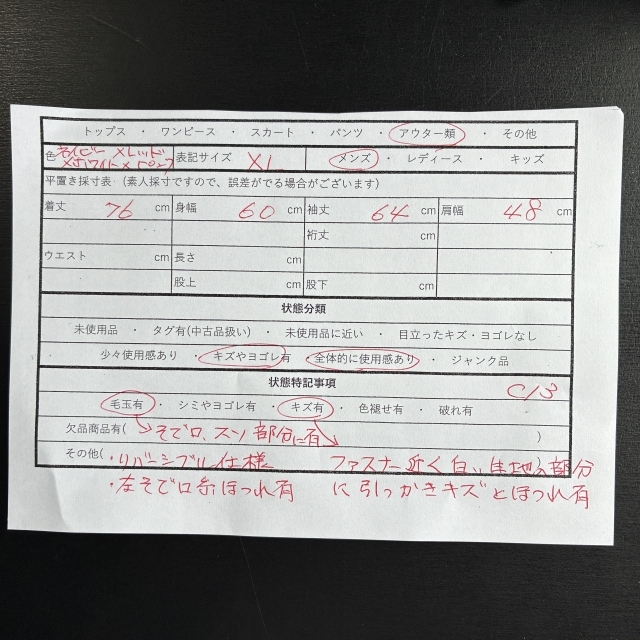 トップス ・ ワンピース ・ スカート ・ パンツ ・ アウター類 ・ その他
色 ネイビー×レッド 表記サイズ XL メンズ ・ レディース ・ キッズ
×ホワイト×
平置き採寸表 (素人採寸ですので、誤差がでる場合がございます)
着丈 76 cm 身幅 60 cm 袖丈 64 cm 肩幅 48 cm
裄丈 cm
ウエスト cm 長さ cm
股上 cm 股下 cm
状態分類
未使用品 ・ タグ有(中古品扱い) ・ 未使用品に近い ・ 目立ったキズ・ヨゴレなし
少々使用感あり ・ キズやヨゴレ有 ・ 全体的に使用感あり ・ ジャンク品
状態特記事項 C/3
毛玉有 ・ シミやヨゴレ有 ・ キズ有 ・ 色褪せ有 ・ 破れ有
欠品商品有( そで口、スソ部分に有 )
その他( ・リバーシブル仕様 ファスナー近く白い生地の部分
・左そで口糸ほつれ有 に引っかきキズとほつれ有